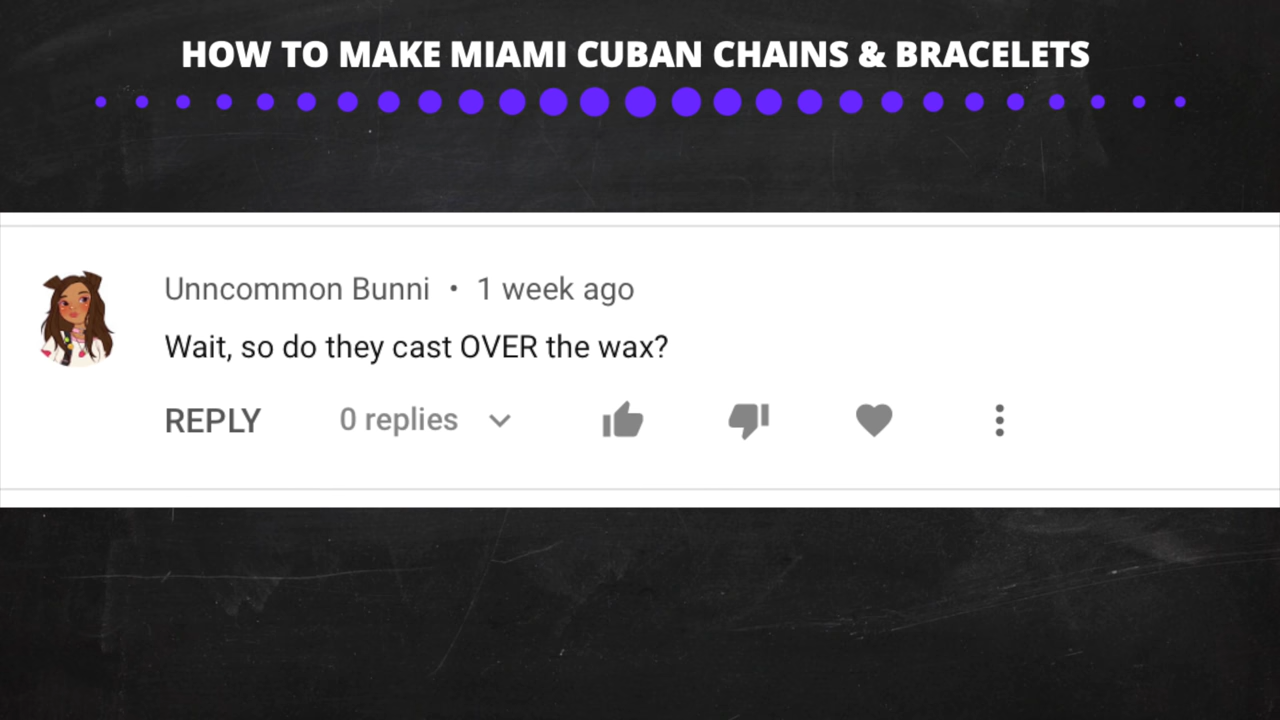 HOW TO MAKE MIAMI CUBAN CHAINS & BRACELETS
Unncommon Bunni • 1 week ago
Wait, so do they cast OVER the wax?
REPLY 0 replies